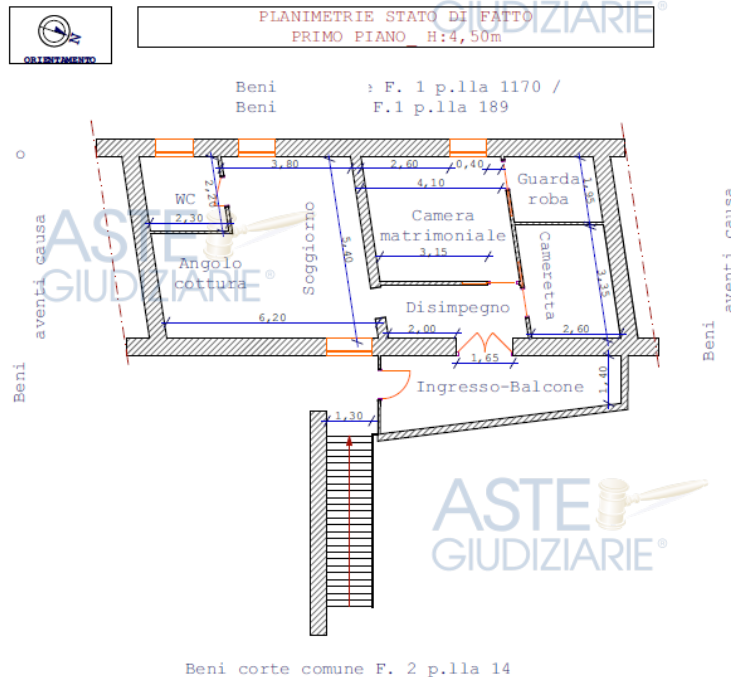 PLANIMETRIE STATO DI FATTO
PRIMO PIANO_ H:4,50m
GIUDIZIARIE®
N
ORIENTAMENTO
Beni e F. 1 p.lla 1170 /
Beni F.1 p.lla 189
o
3,80
2,60
0,40
4,10
2,20
WC
2,30
Guarda
roba
1,95
Camera
matrimoniale
3,15
Soggiorno
5,40
Angolo
cottura
Cameretta
3,35
Disimpegno
6,20
2,00
2,60
1,65
Ingresso-Balcone
1,40
1,30
Beni aventi causa
Beni aventi causa
ASTE
GIUDIZIARIE®
ASTE
GIUDIZIARIE®
Beni corte comune F. 2 p.lla 14